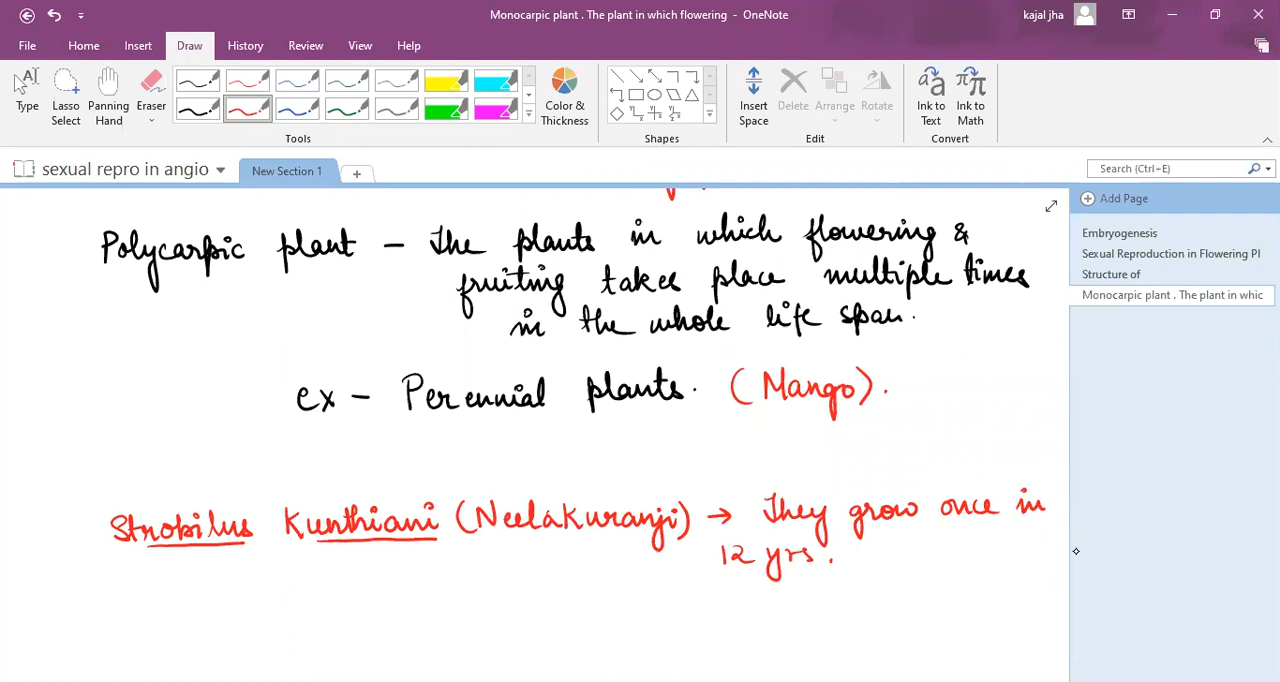 Monocarpic plant . The plant in which flowering - OneNote
kajal jha
File Home Insert Draw History Review View Help
Type
Lasso Select
Panning Hand
Eraser
Color & Thickness
Insert Space
Delete
Arrange
Rotate
Ink to Text
Ink to Math
Tools
Shapes
Edit
Convert
sexual repro in angio
New Section 1
Search (Ctrl+E)
Add Page
Embryogenesis
Sexual Reproduction in Flowering Pl
Structure of
Monocarpic plant . The plant in whic
Polycarpic plant - The plants in which flowering &
fruiting takes place multiple times
in the whole life span.
ex - Perennial plants. (Mango).
Strobilus Kunthiani (Neelakuranji) → They grow once in
12 yrs.